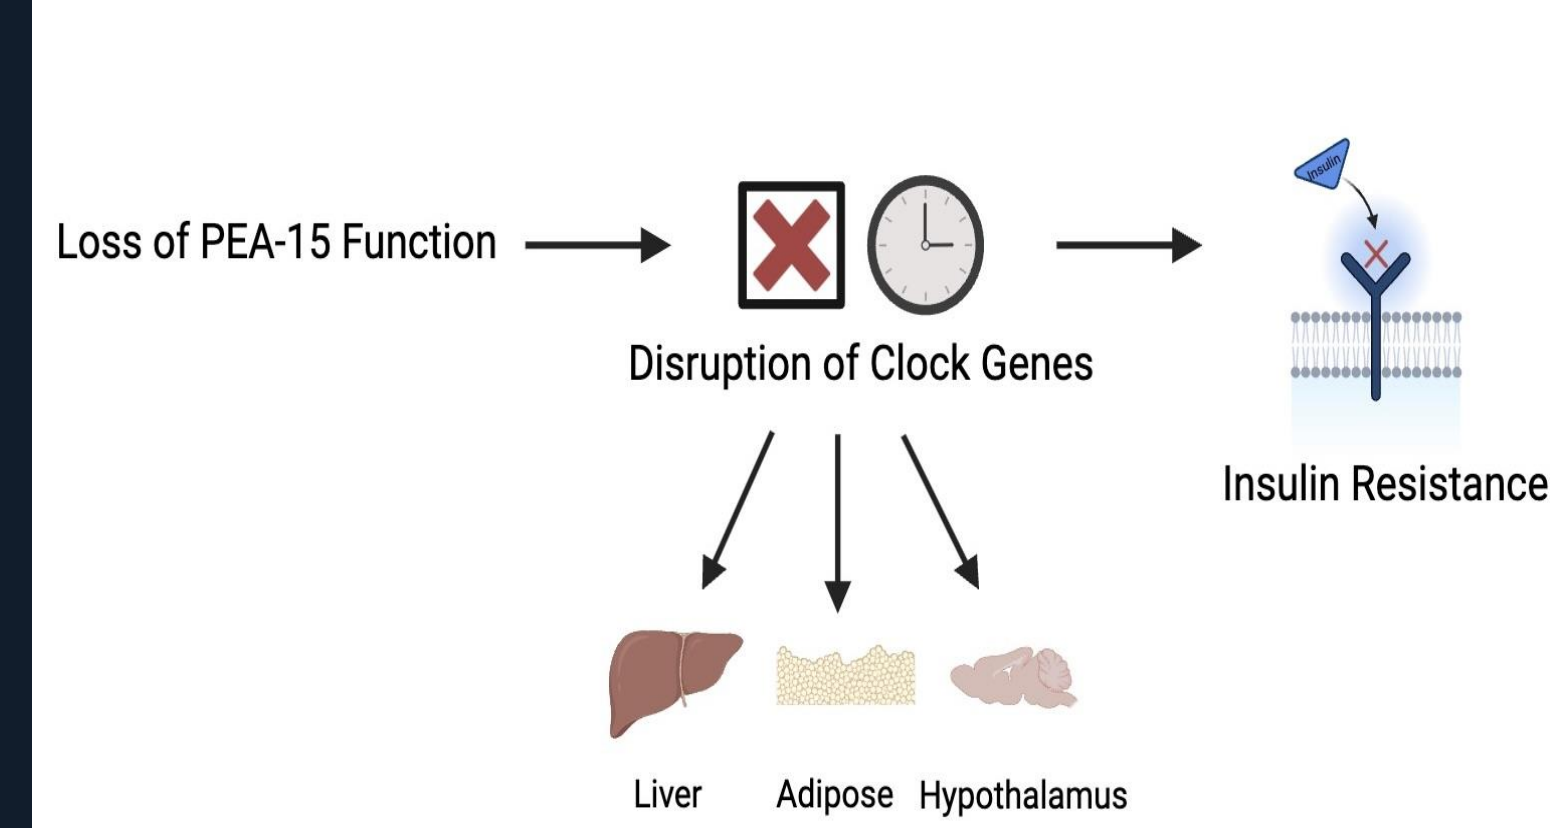 Insulin
Loss of PEA-15 Function
Disruption of Clock Genes
Insulin Resistance
Liver
Adipose
Hypothalamus